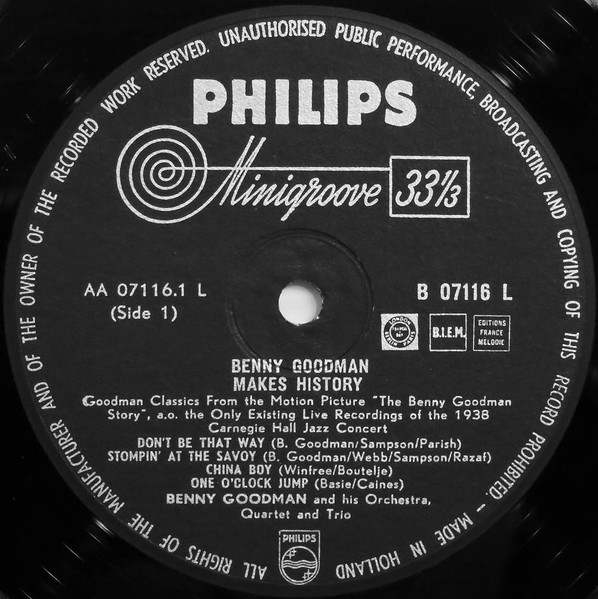 ALL RIGHTS OF THE MANUFACTURER AND OF THE OWNER OF THE RECORDED WORK RESERVED. UNAUTHORISED PUBLIC PERFORMANCE, BROADCASTING AND COPYING OF THIS RECORD PROHIBITED. – MADE IN HOLLAND
PHILIPS
Minigroove 33⅓
AA 07116.1 L
(Side 1)
B 07116 L
B.I.E.M.
EDITIONS
FRANCE
MELODIE
BENNY GOODMAN
MAKES HISTORY
Goodman Classics From the Motion Picture "The Benny Goodman
Story", a.o. the Only Existing Live Recordings of the 1938
Carnegie Hall Jazz Concert
DON'T BE THAT WAY (B. Goodman/Sampson/Parish)
STOMPIN' AT THE SAVOY (B. Goodman/Webb/Sampson/Razaf)
CHINA BOY (Winfree/Boutelje)
ONE O'CLOCK JUMP (Basie/Caines)
BENNY GOODMAN and his Orchestra,
Quartet and Trio
PHILIPS